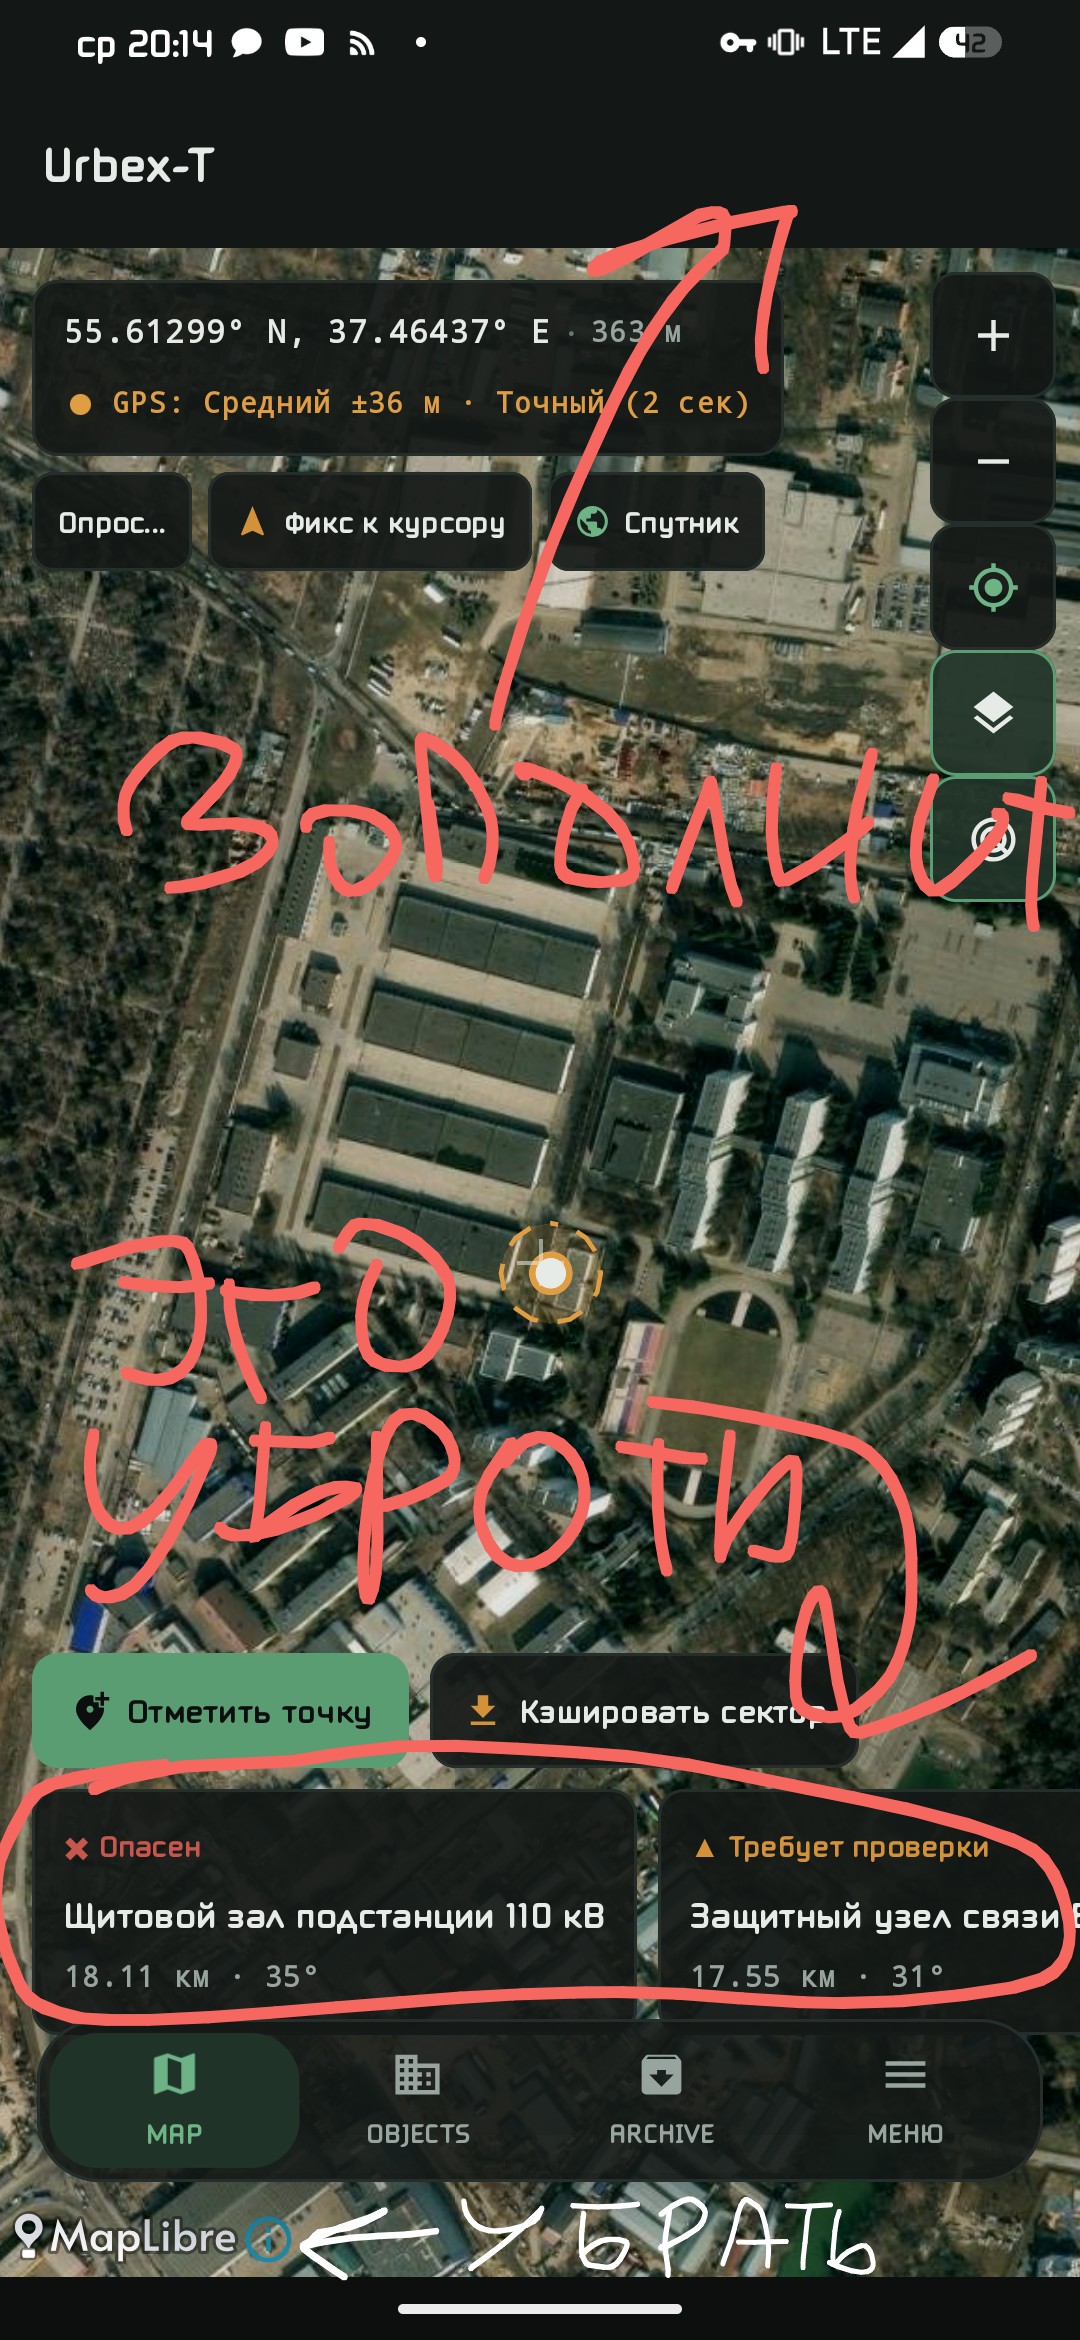 ср 20:14 LTE 42
Urbex-T
55.61299° N, 37.46437° E · 363 м
GPS: Средний ±36 м · Точный (2 сек)
Опрос... Фикс к курсору Спутник
ЭТО
УБРОТЬ
Отметить точку Кэшировать сектор
Опасен Требует проверки
Щитовой зал подстанции 110 кВ Защитный узел связи
18.11 км · 35° 17.55 км · 31°
MAP OBJECTS ARCHIVE МЕНЮ
MapLibre УБРАТЬ